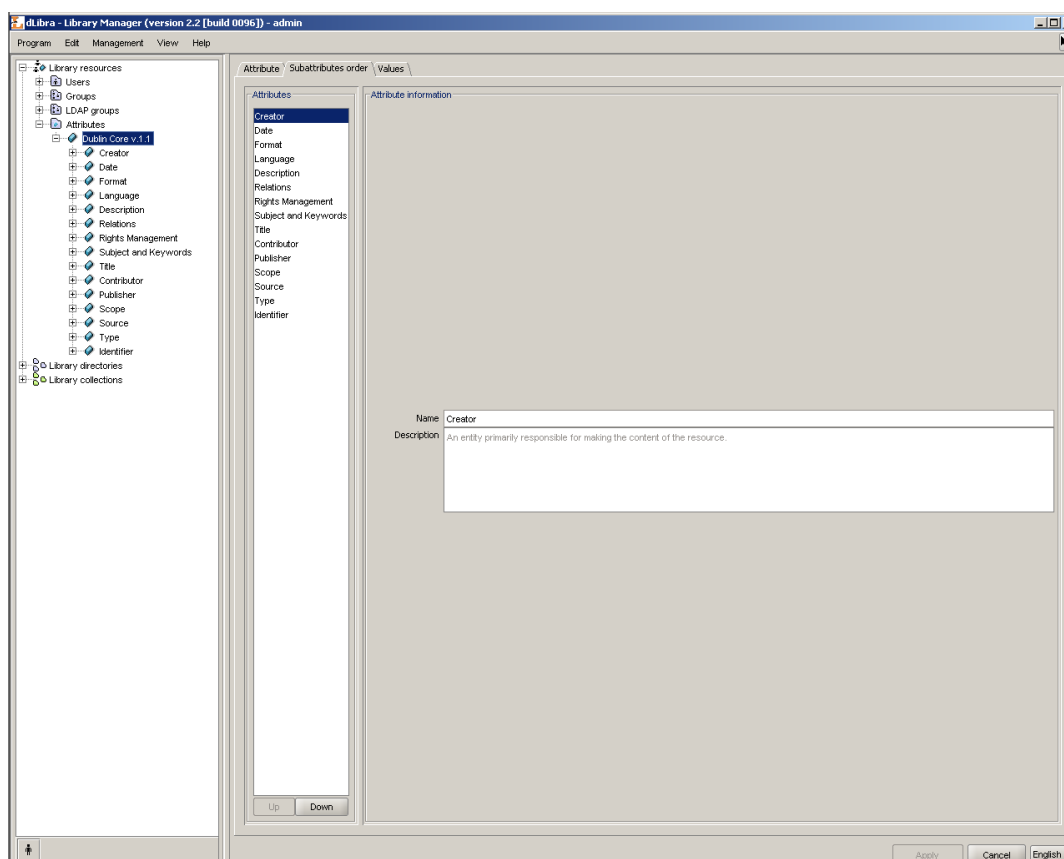 dLibra - Library Manager (version 2.2 [build 0096]) - admin
Program Edit Management View Help
Library resources
Users
Groups
LDAP groups
Attributes
Dublin Core v.1.1
Creator
Date
Format
Language
Description
Relations
Rights Management
Subject and Keywords
Title
Contributor
Publisher
Scope
Source
Type
Identifier
Library directories
Library collections
Attribute Subattributes order Values
Attributes
Creator
Date
Format
Language
Description
Relations
Rights Management
Subject and Keywords
Title
Contributor
Publisher
Scope
Source
Type
Identifier
Up Down
Attribute information
Name Creator
Description An entity primarily responsible for making the content of the resource.
Apply Cancel English